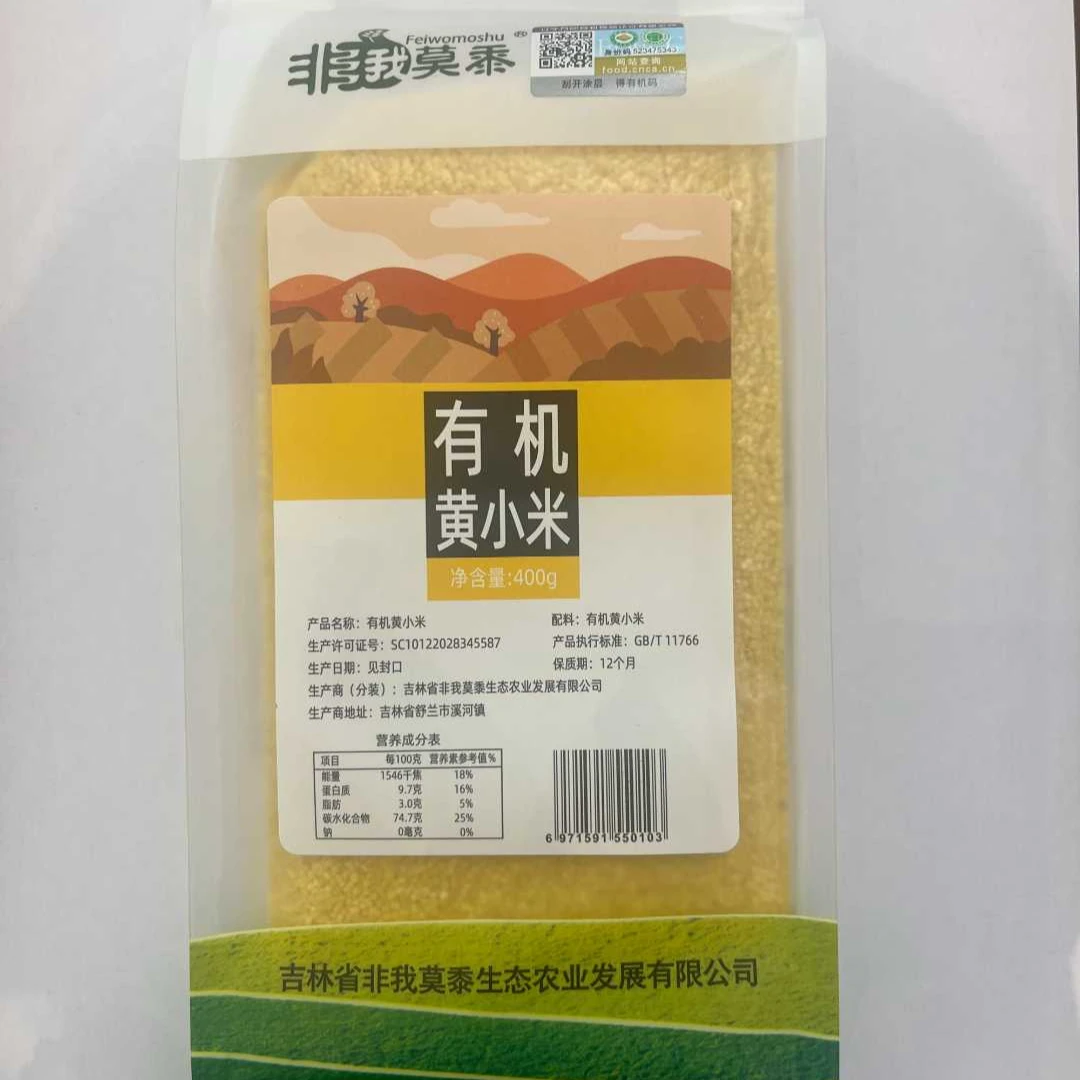 Feiwomoshu ®
非我莫黍
身份码 523475343
网站查询
food.cnca.cn
刮开涂层 得有机码
有机
黄小米
净含量:400g
产品名称：有机黄小米
配料：有机黄小米
生产许可证号：SC10122028345587
产品执行标准：GB/T 11766
生产日期：见封口
保质期：12个月
生产商（分装）：吉林省非我莫黍生态农业发展有限公司
生产商地址：吉林省舒兰市溪河镇
营养成分表
项目 每100克 营养素参考值%
能量 1546千焦 18%
蛋白质 9.7克 16%
脂肪 3.0克 5%
碳水化合物 74.7克 25%
钠 0毫克 0%
6 971591 550103
吉林省非我莫黍生态农业发展有限公司